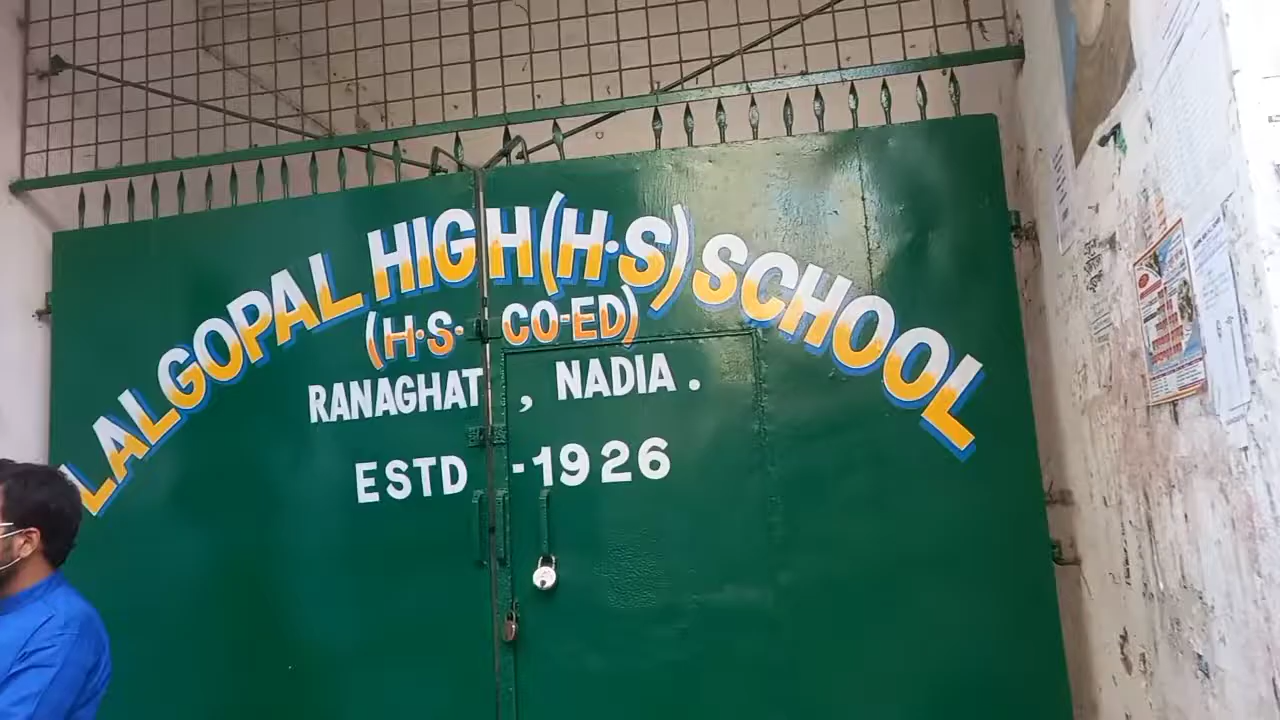 LALGOPAL HIGH (H·S) SCHOOL
(H·S· CO-ED)
RANAGHAT , NADIA .
ESTD -1926